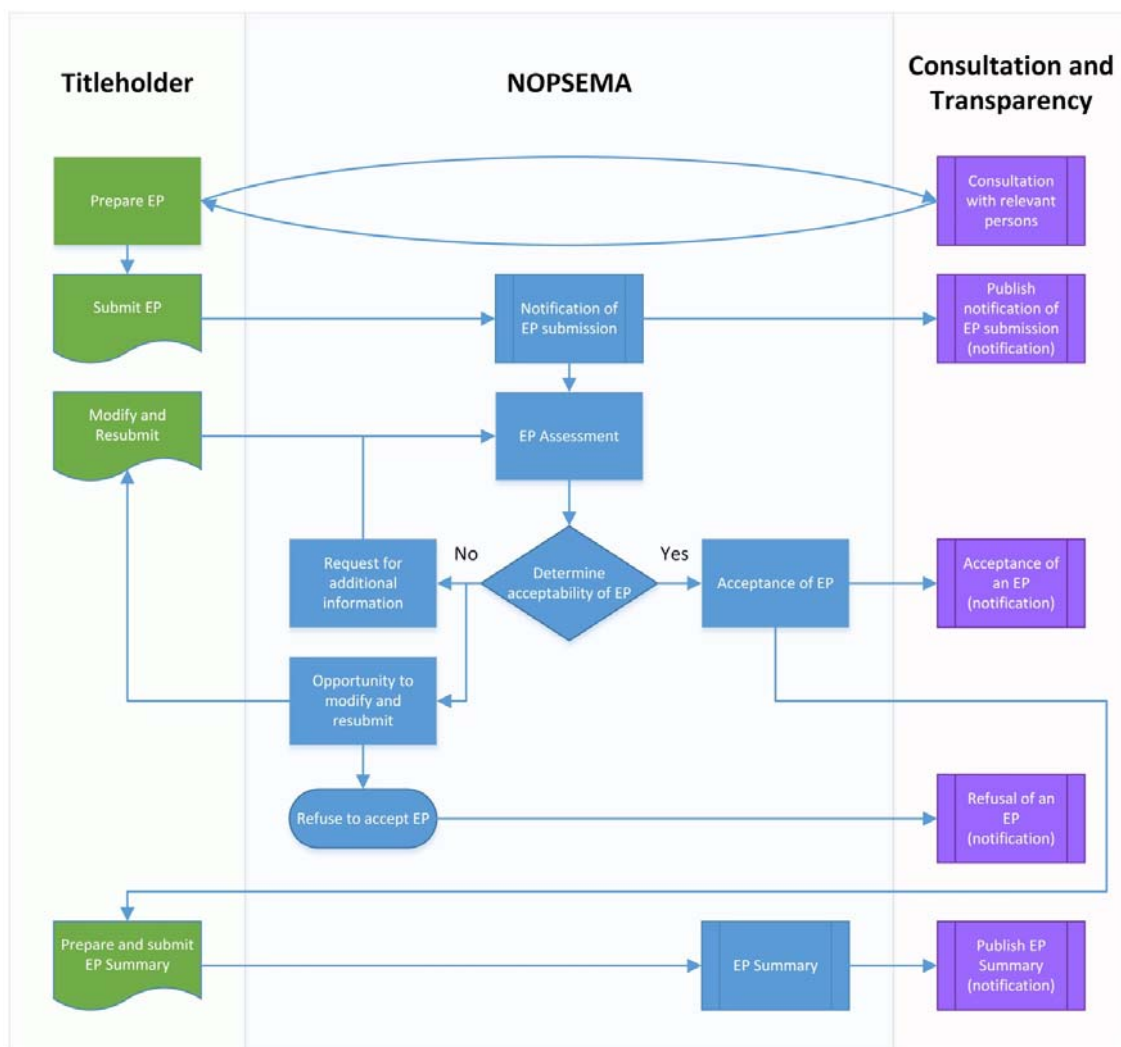 Titleholder
NOPSEMA
Consultation and
Transparency
Prepare EP
Consultation
with relevant
persons
Submit EP
Notification of
EP submission
Publish
notification of
EP submission
(notification)
Modify and
Resubmit
EP Assessment
No
Yes
Request for
additional
information
Determine
acceptability of EP
Acceptance of EP
Acceptance of
an EP
(notification)
Opportunity to
modify and
resubmit
Refuse to accept EP
Refusal of an
EP
(notification)
Prepare and submit
EP Summary
EP Summary
Publish EP
Summary
(notification)